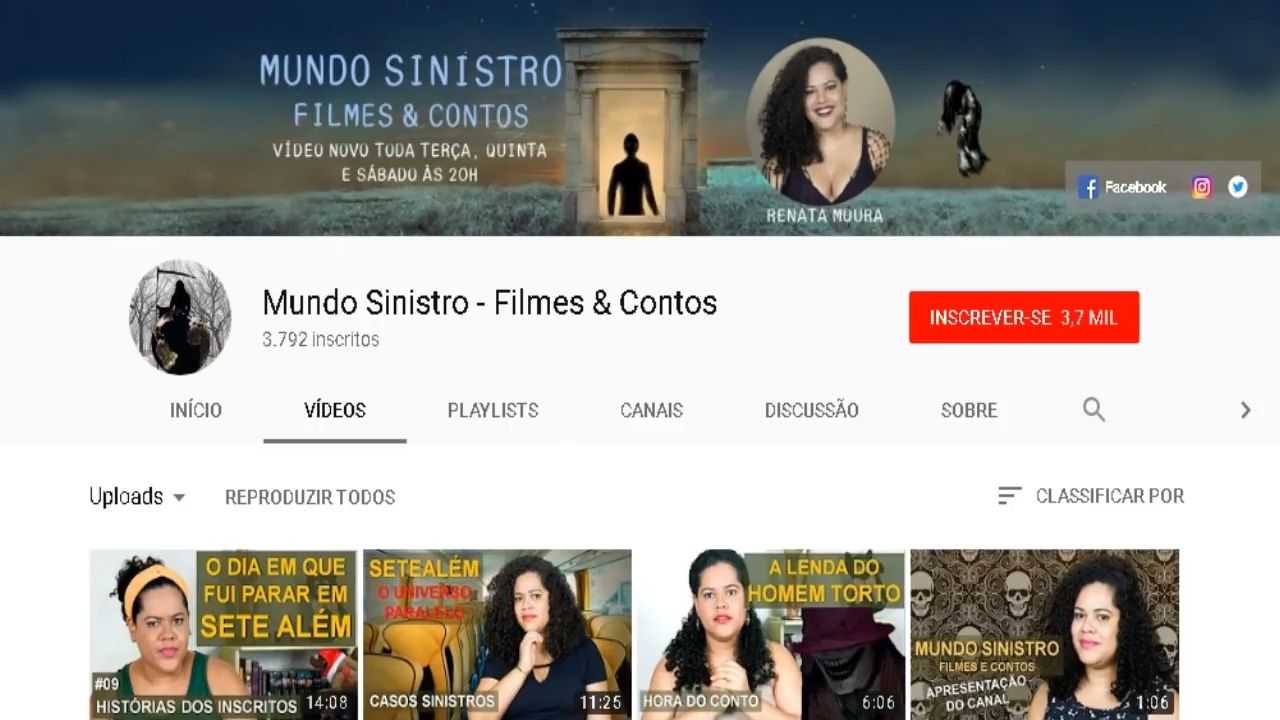 MUNDO SINISTRO
FILMES & CONTOS
VÍDEO NOVO TODA TERÇA, QUINTA
E SÁBADO ÀS 20H
RENATA MOURA
Facebook
Mundo Sinistro - Filmes & Contos
3.792 inscritos
INSCREVER-SE 3,7 MIL
INÍCIO VÍDEOS PLAYLISTS CANAIS DISCUSSÃO SOBRE
Uploads REPRODUZIR TODOS CLASSIFICAR POR
O DIA EM QUE
FUI PARAR EM
SETE ALÉM
#09
HISTÓRIAS DOS INSCRITOS 14:08
SETEALÉM
O UNIVERSO
PARALELO
CASOS SINISTROS 11:26
A LENDA DO
HOMEM TORTO
HORA DO CONTO 6:06
MUNDO SINISTRO
FILMES E CONTOS
APRESENTAÇÃO
DO CANAL 1:06